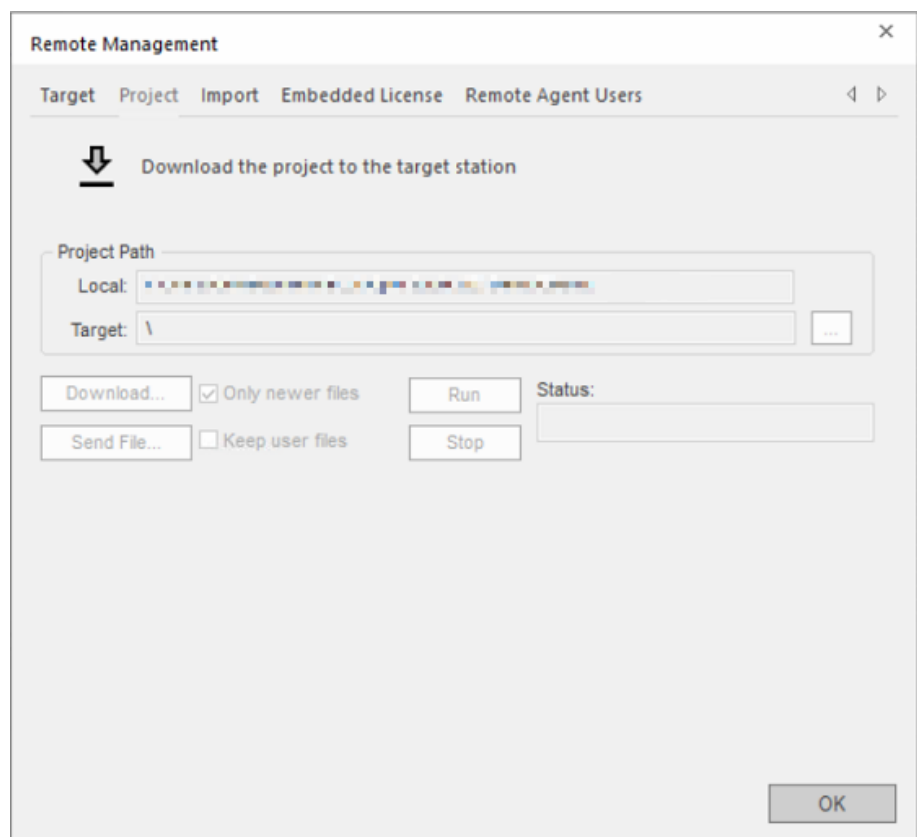 Remote Management
Target Project Import Embedded License Remote Agent Users
Download the project to the target station
Project Path
Local:
Target: \ ...
Download... Only newer files Run Status:
Send File... Keep user files Stop
OK